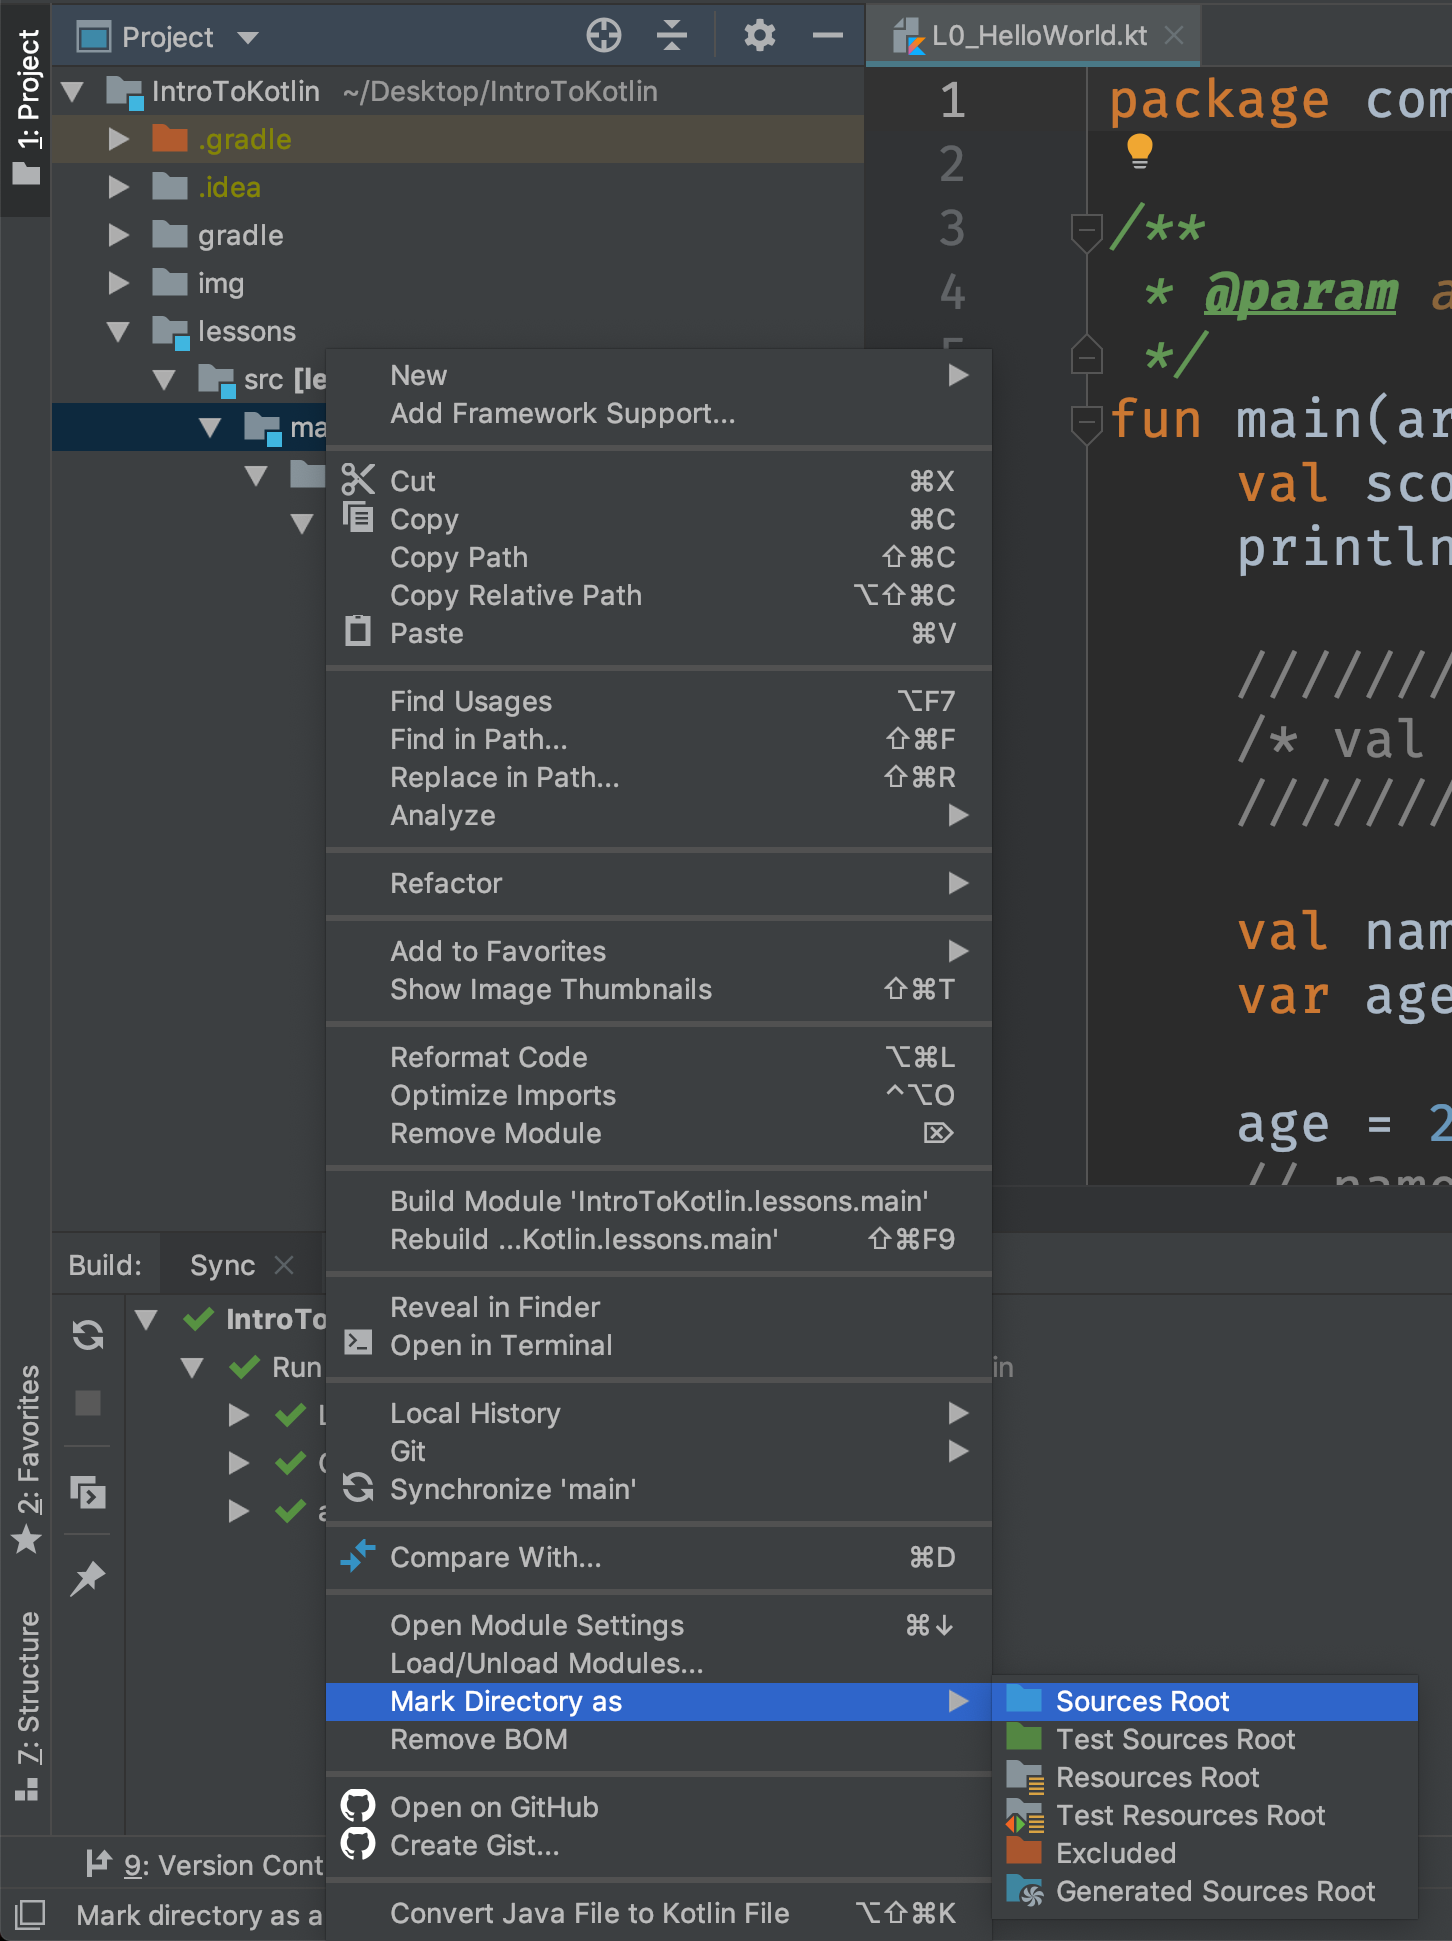 Project
L0_HelloWorld.kt
1: Project
IntroToKotlin ~/Desktop/IntroToKotlin
.gradle
.idea
gradle
img
lessons
src [le
ma
1 package com
2
3 /**
4 * @param a
5 */
fun main(ar
val sco
println
///////
/* val
///////
val nam
var age
age = 2
// name
New
Add Framework Support...
Cut ⌘X
Copy ⌘C
Copy Path ⇧⌘C
Copy Relative Path ⌥⇧⌘C
Paste ⌘V
Find Usages ⌥F7
Find in Path... ⇧⌘F
Replace in Path... ⇧⌘R
Analyze
Refactor
Add to Favorites
Show Image Thumbnails ⇧⌘T
Reformat Code ⌥⌘L
Optimize Imports ^⌥O
Remove Module ⌦
Build Module 'IntroToKotlin.lessons.main'
Rebuild ...Kotlin.lessons.main' ⇧⌘F9
Reveal in Finder
Open in Terminal
Local History
Git
Synchronize 'main'
Compare With... ⌘D
Open Module Settings ⌘↓
Load/Unload Modules...
Mark Directory as
Remove BOM
Open on GitHub
Create Gist...
Convert Java File to Kotlin File ⌥⇧⌘K
Sources Root
Test Sources Root
Resources Root
Test Resources Root
Excluded
Generated Sources Root
Build: Sync
IntroTo
Run
in
2: Favorites
7: Structure
9: Version Cont
Mark directory as a